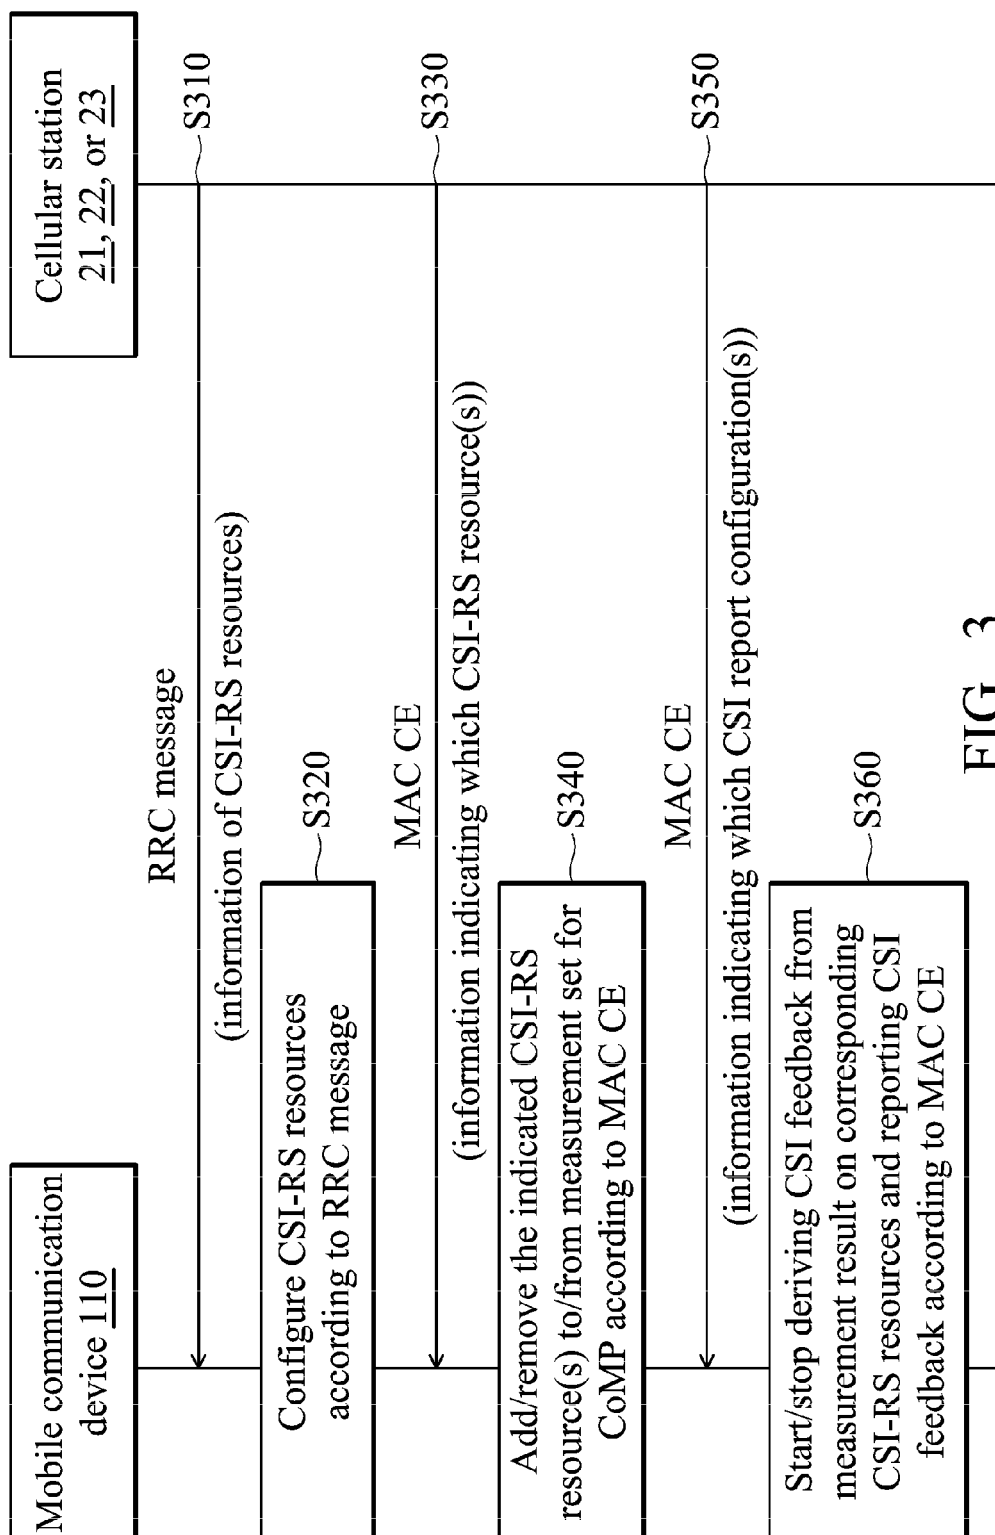 Mobile communication
device 110
Cellular station
21, 22, or 23
RRC message
S310
(information of CSI-RS resources)
S320
Configure CSI-RS resources
according to RRC message
MAC CE
S330
(information indicating which CSI-RS resource(s))
S340
Add/remove the indicated CSI-RS
resource(s) to/from measurement set for
CoMP according to MAC CE
MAC CE
S350
(information indicating which CSI report configuration(s))
S360
Start/stop deriving CSI feedback from
measurement result on corresponding
CSI-RS resources and reporting CSI
feedback according to MAC CE
FIG. 3